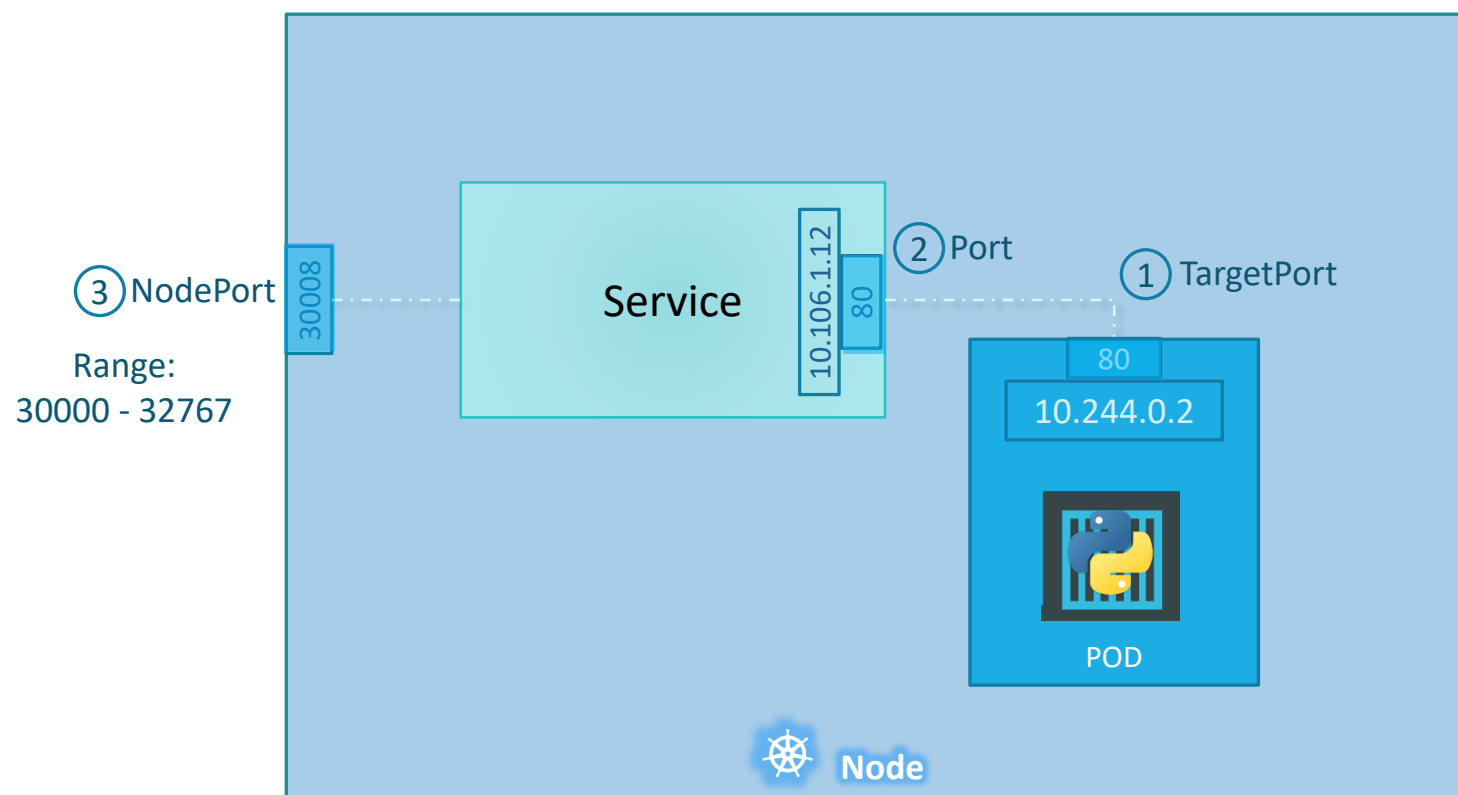 3 NodePort
Range:
30000 - 32767
30008
Service
10.106.1.12
80
2 Port
1 TargetPort
80
10.244.0.2
POD
Node